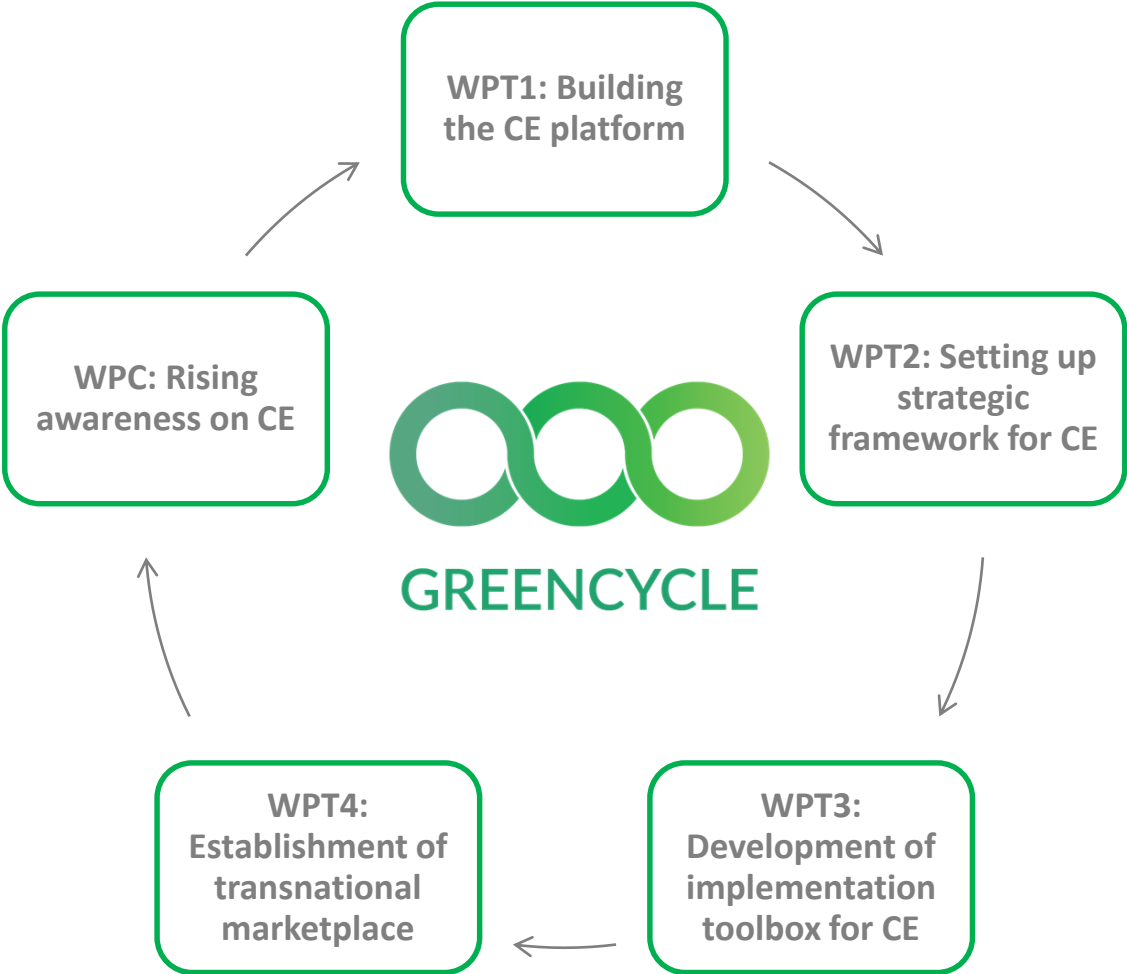 WPT1: Building
the CE platform
WPT2: Setting up
strategic
framework for CE
WPT3:
Development of
implementation
toolbox for CE
WPT4:
Establishment of
transnational
marketplace
WPC: Rising
awareness on CE
GREENCYCLE